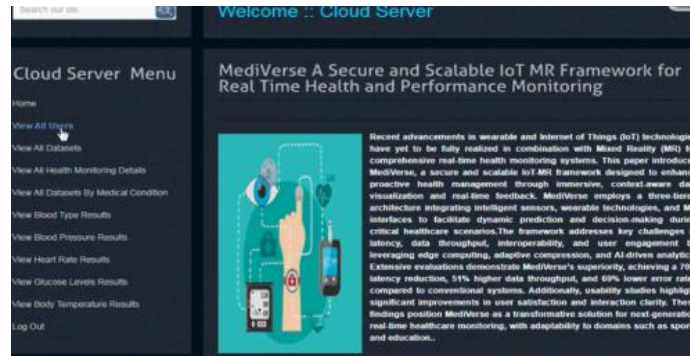 Search our site:
Welcome :: Cloud Server
Cloud Server Menu
Home
View All Users
View All Datasets
View All Health Monitoring Details
View All Datasets By Medical Condition
View Blood Type Results
View Blood Pressure Results
View Heart Rate Results
View Glucose Levels Results
View Body Temperature Results
Log Out
MediVerse A Secure and Scalable IoT MR Framework for
Real Time Health and Performance Monitoring
Recent advancements in wearable and Internet of Things (IoT) technologie
have yet to be fully realized in combination with Mixed Reality (MR) f
comprehensive real-time health monitoring systems. This paper introduce
MediVerse, a secure and scalable IoT-MR framework designed to enhan
proactive health management through immersive, context-aware da
visualization and real-time feedback. MediVerse employs a three-tier
architecture integrating intelligent sensors, wearable technologies, and M
interfaces to facilitate dynamic prediction and decision-making durin
critical healthcare scenarios.The framework addresses key challenges
latency, data throughput, interoperability, and user engagement b
leveraging edge computing, adaptive compression, and AI-driven analytic
Extensive evaluations demonstrate MediVerse's superiority, achieving a 70
latency reduction, 51% higher data throughput, and 69% lower error rate
compared to conventional systems. Additionally, usability studies highlig
significant improvements in user satisfaction and interaction clarity. Thes
findings position MediVerse as a transformative solution for next-generatio
real-time healthcare monitoring, with adaptability to domains such as spor
and education..